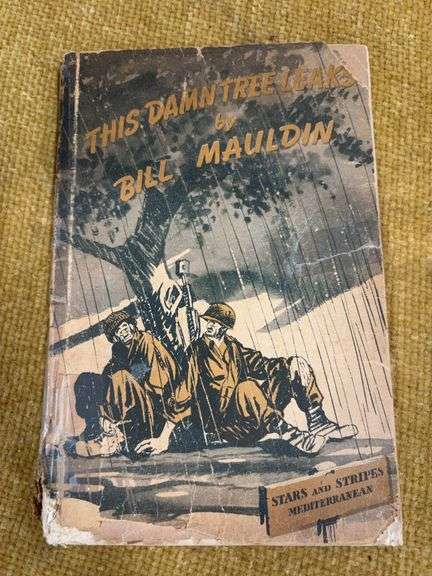 THIS DAMN TREE LEAKS
by
BILL MAULDIN
STARS AND STRIPES
MEDITERRANEAN